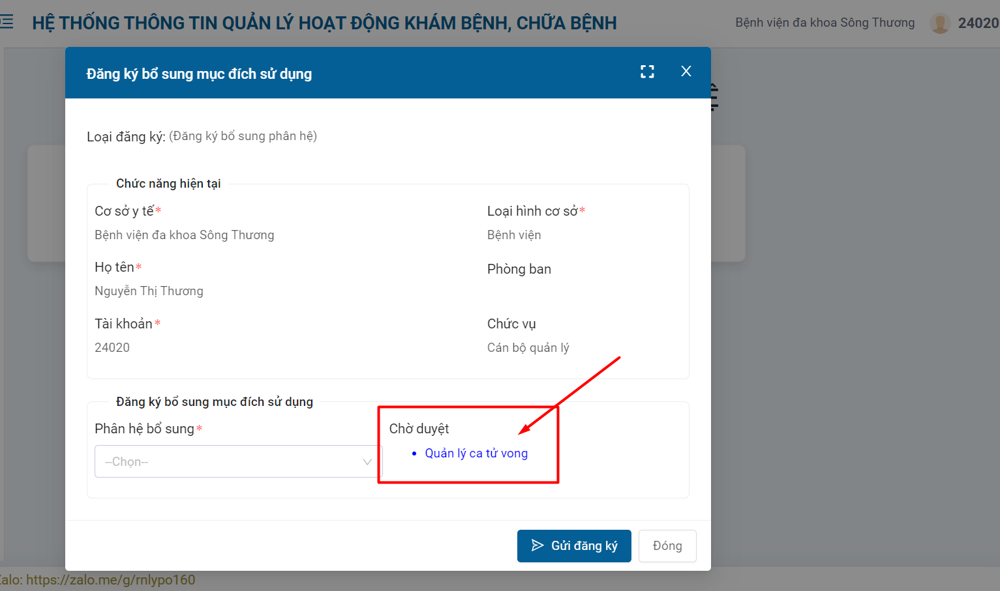 HỆ THỐNG THÔNG TIN QUẢN LÝ HOẠT ĐỘNG KHÁM BỆNH, CHỮA BỆNH
Bệnh viện đa khoa Sông Thương
24020
Đăng ký bổ sung mục đích sử dụng
Loại đăng ký: (Đăng ký bổ sung phân hệ)
Chức năng hiện tại
Cơ sở y tế*
Loại hình cơ sở*
Bệnh viện đa khoa Sông Thương
Bệnh viện
Họ tên*
Phòng ban
Nguyễn Thị Thương
Tài khoản*
Chức vụ
24020
Cán bộ quản lý
Đăng ký bổ sung mục đích sử dụng
Phân hệ bổ sung*
Chờ duyệt
--Chọn--
• Quản lý ca tử vong
Gửi đăng ký
Đóng
Zalo: https://zalo.me/g/rnlypo160